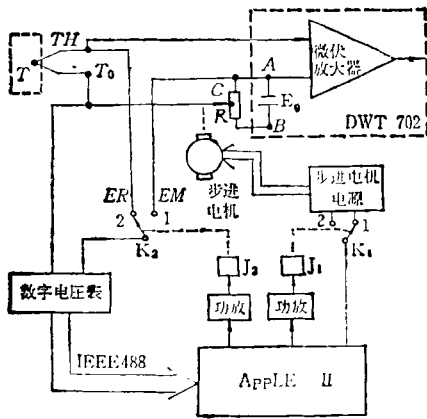 TH
T
T₀
A
微伏
放大器
C
R
E₀
B
DWT 702
ER
EM
2
1
K₂
步进
电机
步进电机
电源
2
1
K₁
J₂
J₁
功放
功放
数字电压表
IEEE488
APPLE II